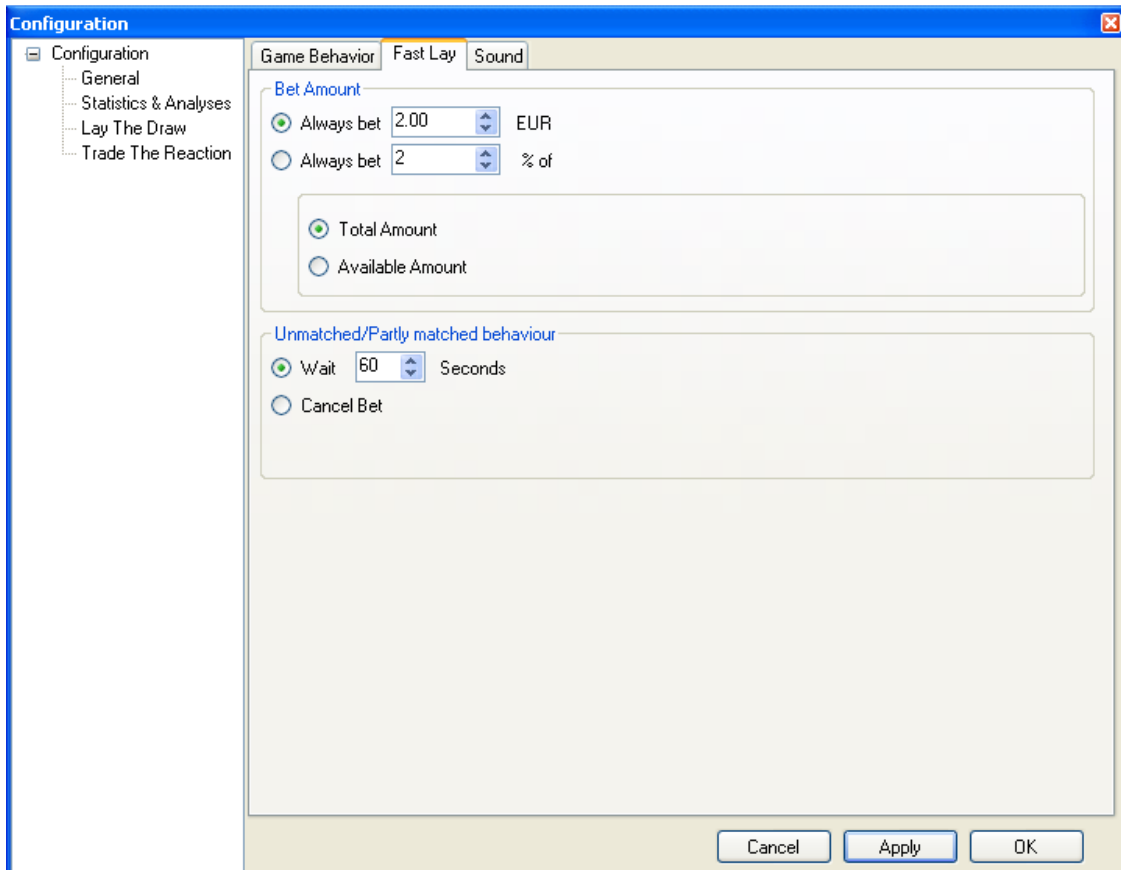 Configuration
Configuration
General
Statistics & Analyses
Lay The Draw
Trade The Reaction
Game Behavior Fast Lay Sound
Bet Amount
Always bet 2.00 EUR
Always bet 2 % of
Total Amount
Available Amount
Unmatched/Partly matched behaviour
Wait 60 Seconds
Cancel Bet
Cancel Apply OK